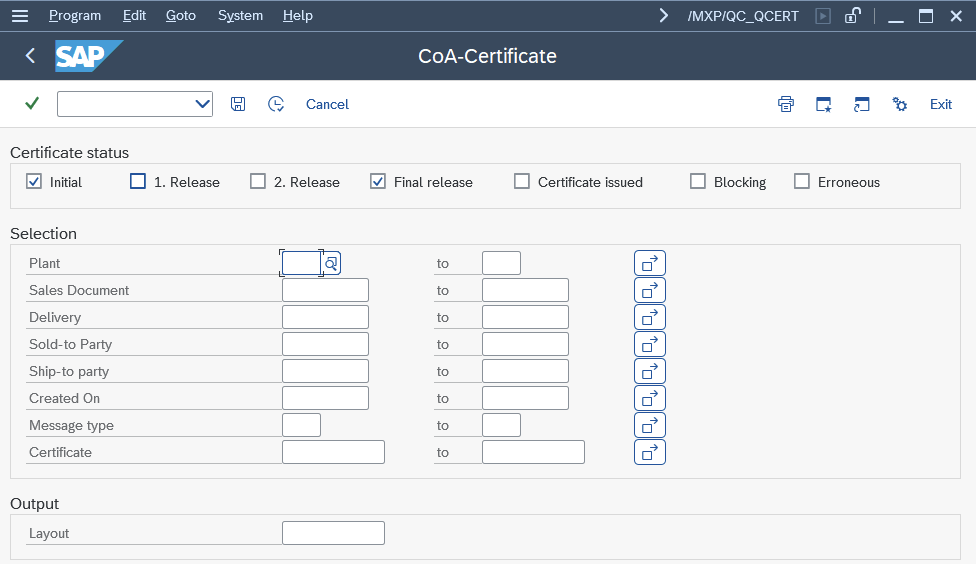 Program Edit Goto System Help /MXP/QC_QCERT
SAP CoA-Certificate
Cancel Exit
Certificate status
Initial 1. Release 2. Release Final release Certificate issued Blocking Erroneous
Selection
Plant to
Sales Document to
Delivery to
Sold-to Party to
Ship-to party to
Created On to
Message type to
Certificate to
Output
Layout